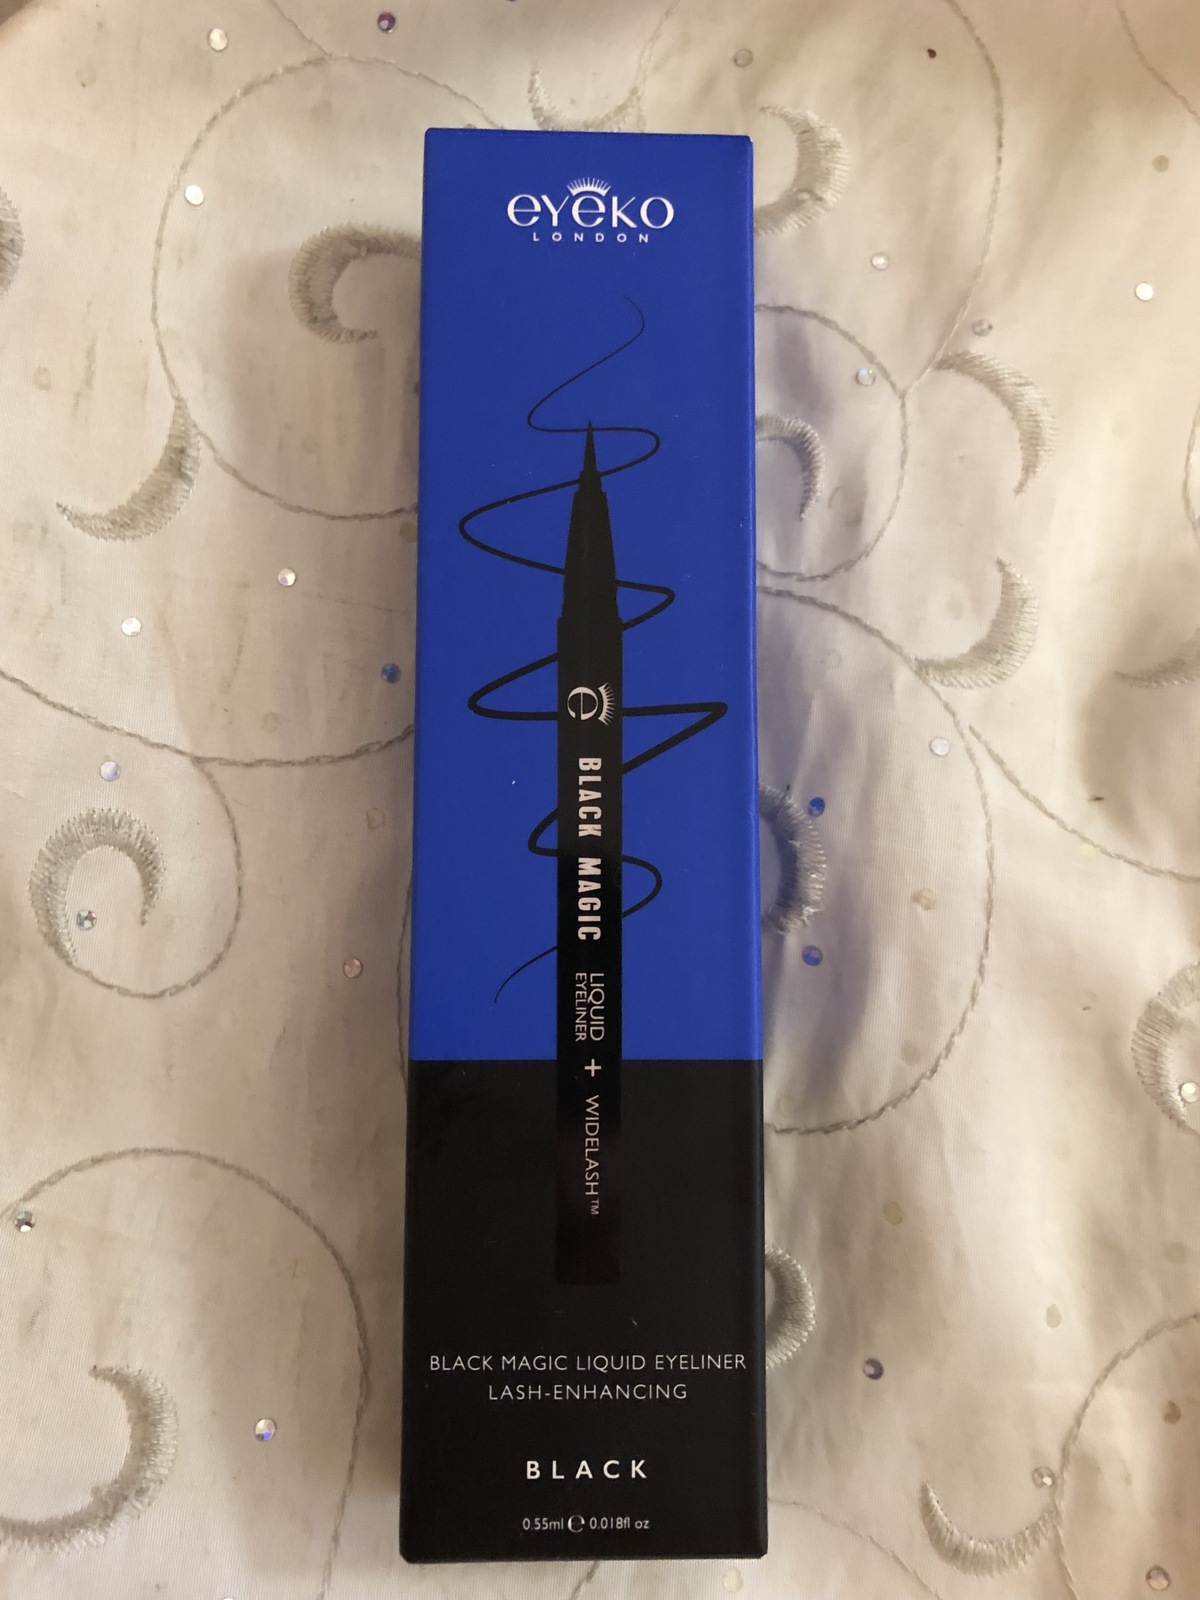 eyeko
LONDON
e
BLACK MAGIC
LIQUID
EYELINER
+
WIDELASH™
BLACK MAGIC LIQUID EYELINER
LASH-ENHANCING
BLACK
0.55ml ℮ 0.018fl oz